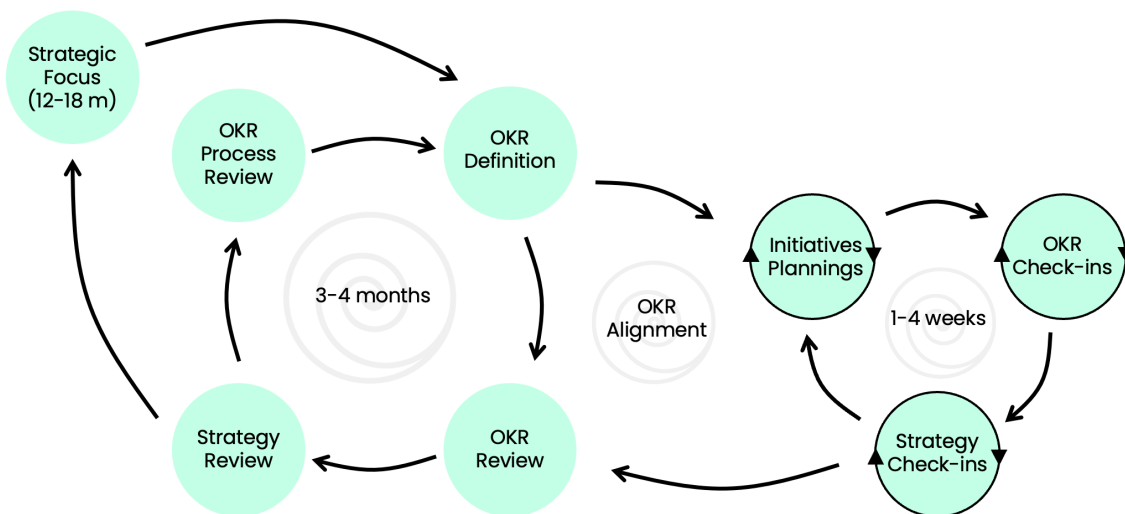 Strategic
Focus
(12-18 m)
OKR
Process
Review
OKR
Definition
Initiatives
Plannings
OKR
Check-ins
3-4 months
OKR
Alignment
1-4 weeks
Strategy
Review
OKR
Review
Strategy
Check-ins